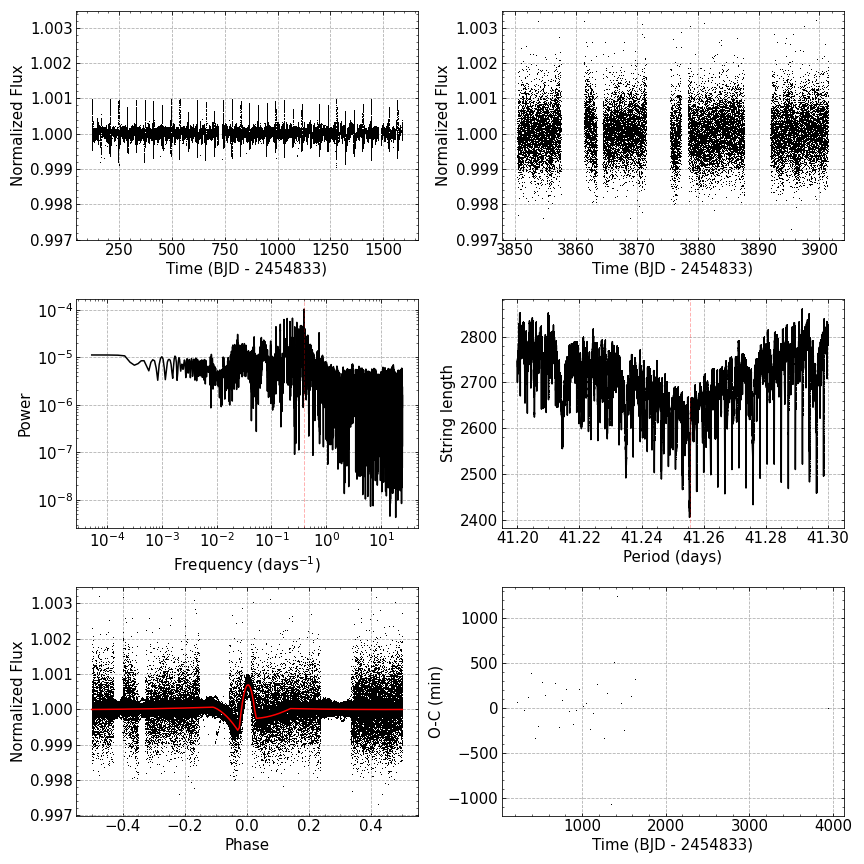 1.003
1.002
1.001
1.000
0.999
0.998
0.997
Normalized Flux
250 500 750 1000 1250 1500
Time (BJD - 2454833)
1.003
1.002
1.001
1.000
0.999
0.998
0.997
Normalized Flux
3850 3860 3870 3880 3890 3900
Time (BJD - 2454833)
10⁻⁴
10⁻⁵
10⁻⁶
10⁻⁷
10⁻⁸
Power
10⁻⁴ 10⁻³ 10⁻² 10⁻¹ 10⁰ 10¹
Frequency (days⁻¹)
2800
2700
2600
2500
2400
String length
41.20 41.22 41.24 41.26 41.28 41.30
Period (days)
1.003
1.002
1.001
1.000
0.999
0.998
0.997
Normalized Flux
−0.4 −0.2 0.0 0.2 0.4
Phase
1000
500
0
−500
−1000
O-C (min)
1000 2000 3000 4000
Time (BJD - 2454833)